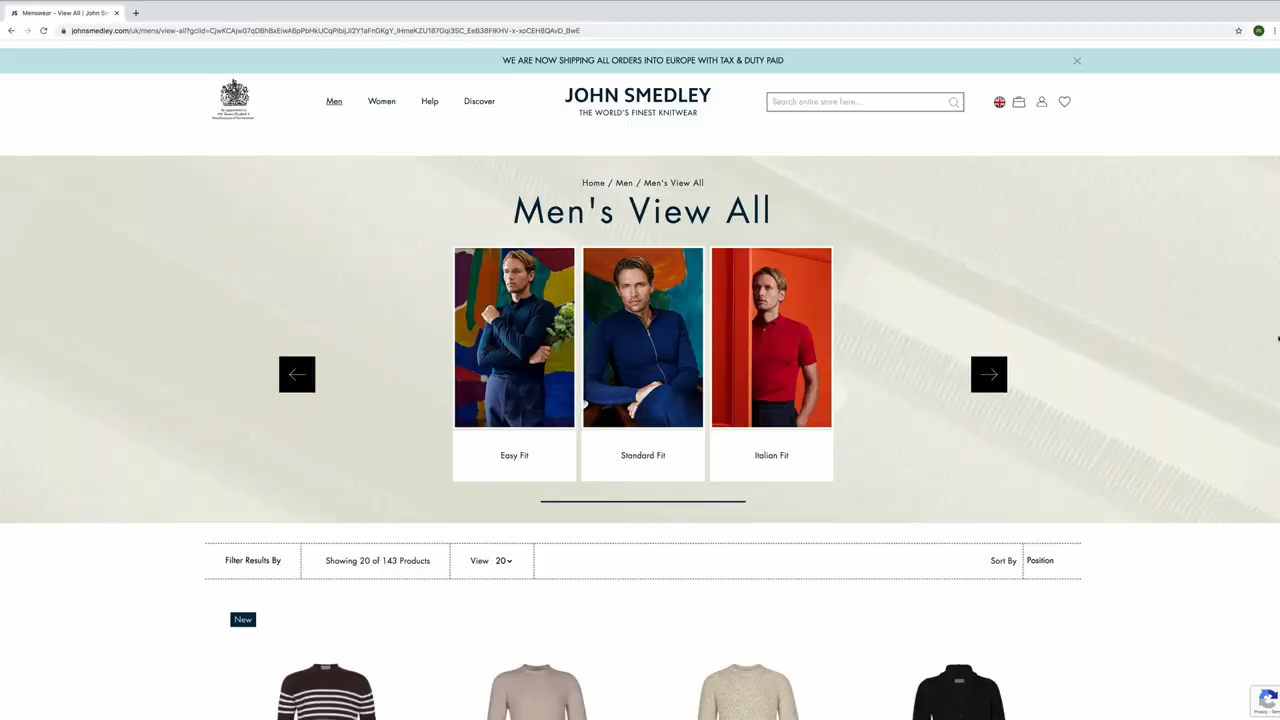 Menswear – View All | John Sm
johnsmedley.com/uk/mens/view-all?gclid=
WE ARE NOW SHIPPING ALL ORDERS INTO EUROPE WITH TAX & DUTY PAID
Men Women Help Discover
JOHN SMEDLEY
THE WORLD'S FINEST KNITWEAR
Search entire store here...
By appointment to
Home / Men / Men's View All
Men's View All
Easy Fit Standard Fit Italian Fit
Filter Results By Showing 20 of 143 Products View 20 Sort By Position
New